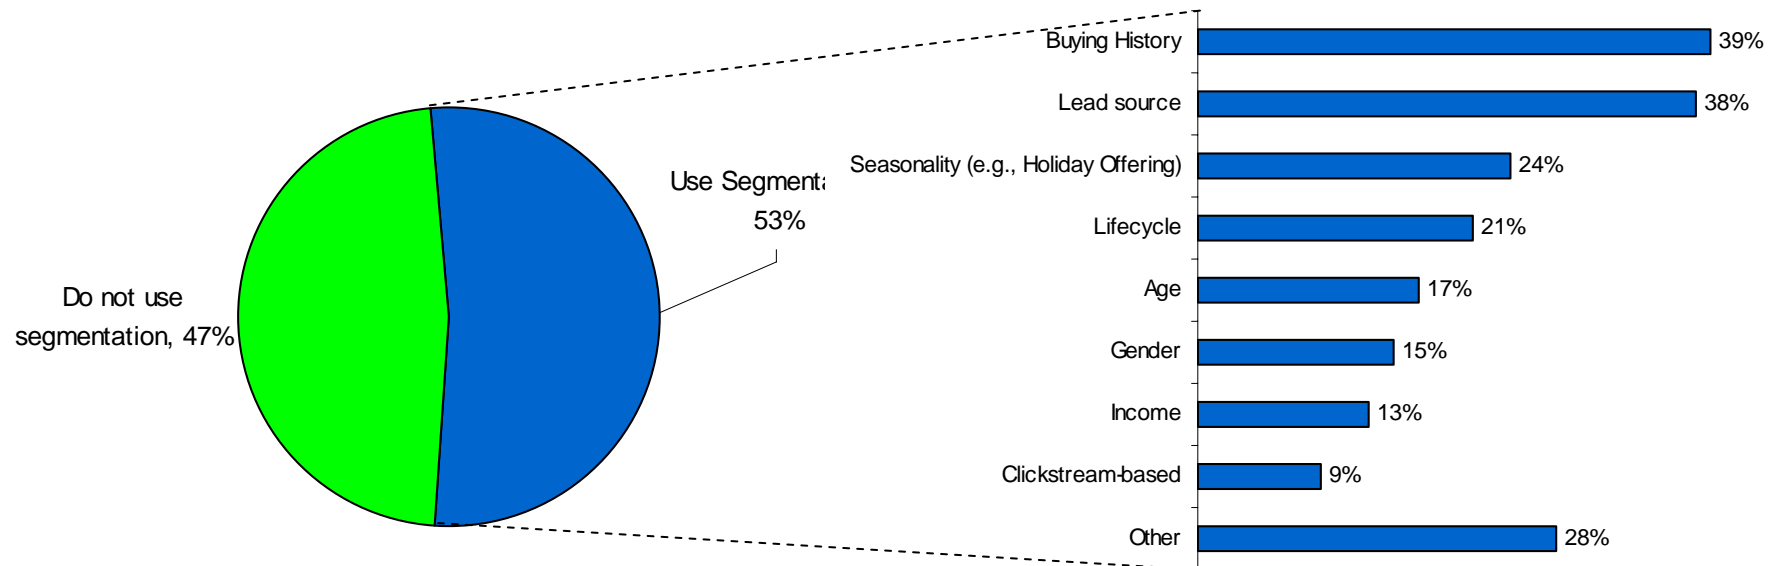 Do not use
segmentation, 47%
Use Segmenta
53%
Buying History
39%
Lead source
38%
Seasonality (e.g., Holiday Offering)
24%
Lifecycle
21%
Age
17%
Gender
15%
Income
13%
Clickstream-based
9%
Other
28%